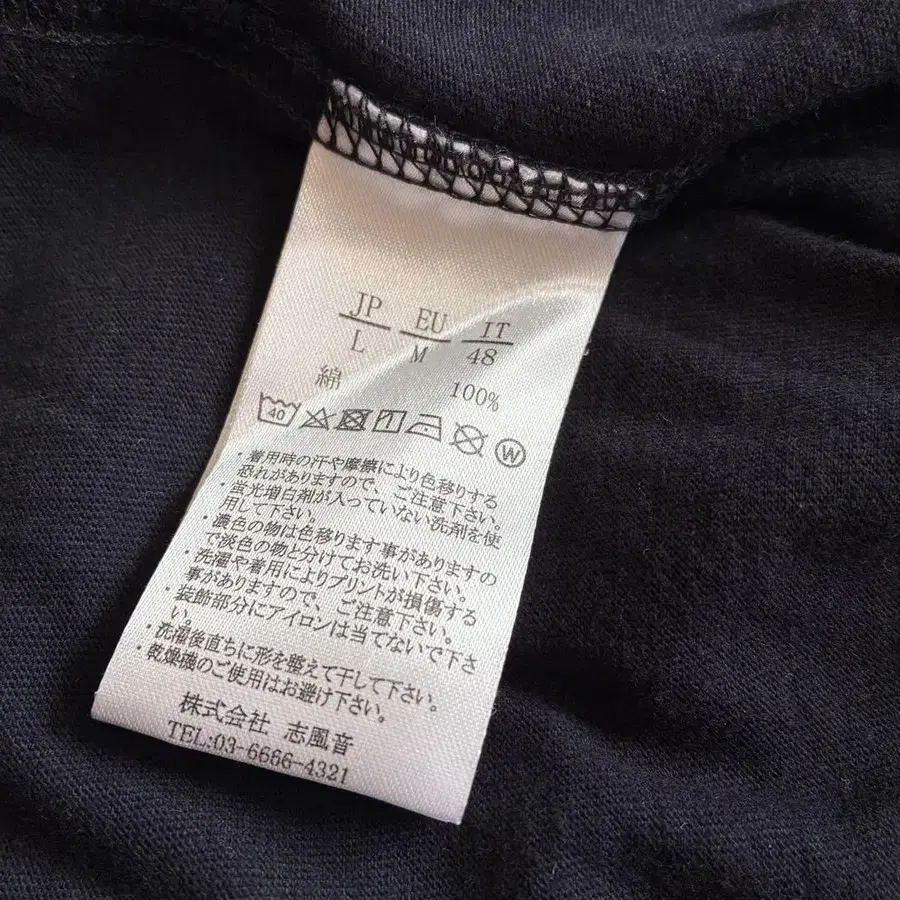 JP EU IT
L M 48
綿 100%
40 W
・着用時の汗や摩擦により色移りする
恐れがありますので、ご注意下さい。
・蛍光増白剤が入っていない洗剤を使
用して下さい。
・濃色の物は色移ります事がありますの
で淡色の物と分けてお洗い下さい。
・洗濯や着用によりプリントが損傷する
事がありますので、ご注意下さい。
・装飾部分にアイロンは当てないで下さ
い。
・洗濯後直ちに形を整えて干して下さい。
・乾燥機のご使用はお避け下さい。
株式会社 志風音
TEL:03-6666-4321